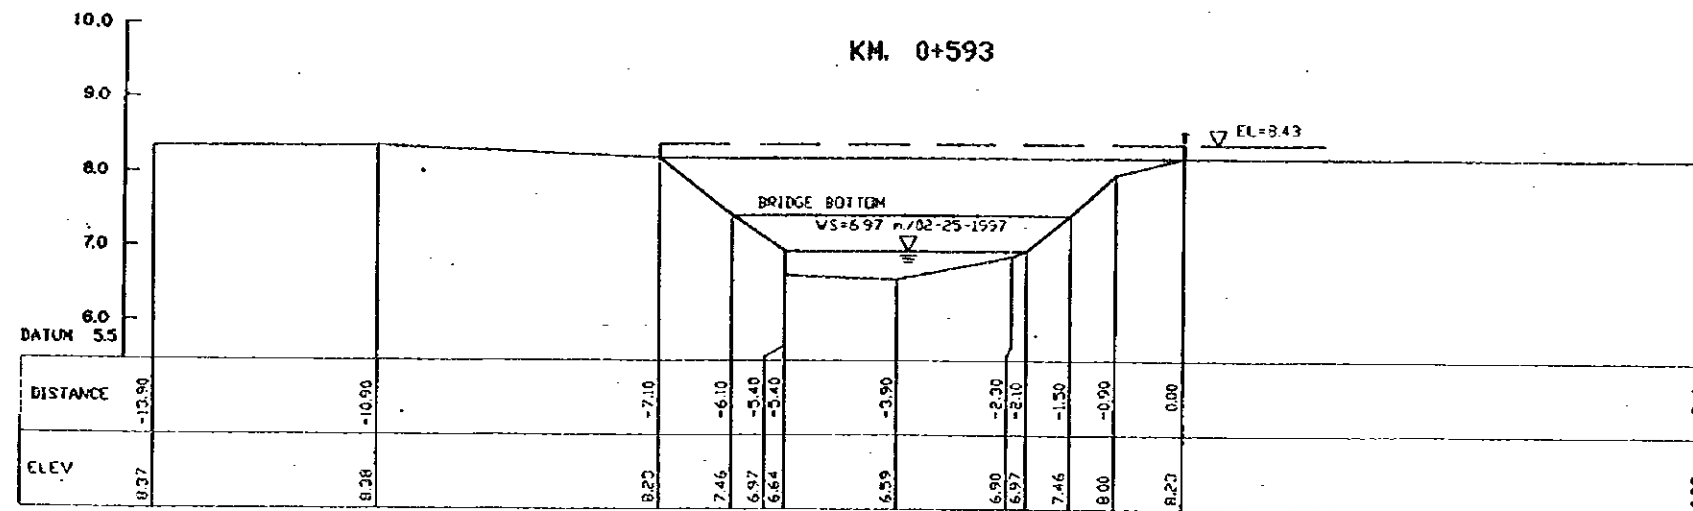 10.0
KM. 0+593
9.0
EL=8.43
8.0
BRIDGE BOTTOM
WS=6.97 m/02-25-1997
7.0
6.0
DATUM 5.5
DISTANCE -13.90 -10.90 -7.10 -6.10 -5.40 -5.40 -3.90 -2.30 -2.10 -1.50 -0.90 0.00
ELEV 8.37 8.38 8.20 7.46 6.97 6.64 6.59 6.90 6.97 7.46 8.00 8.20